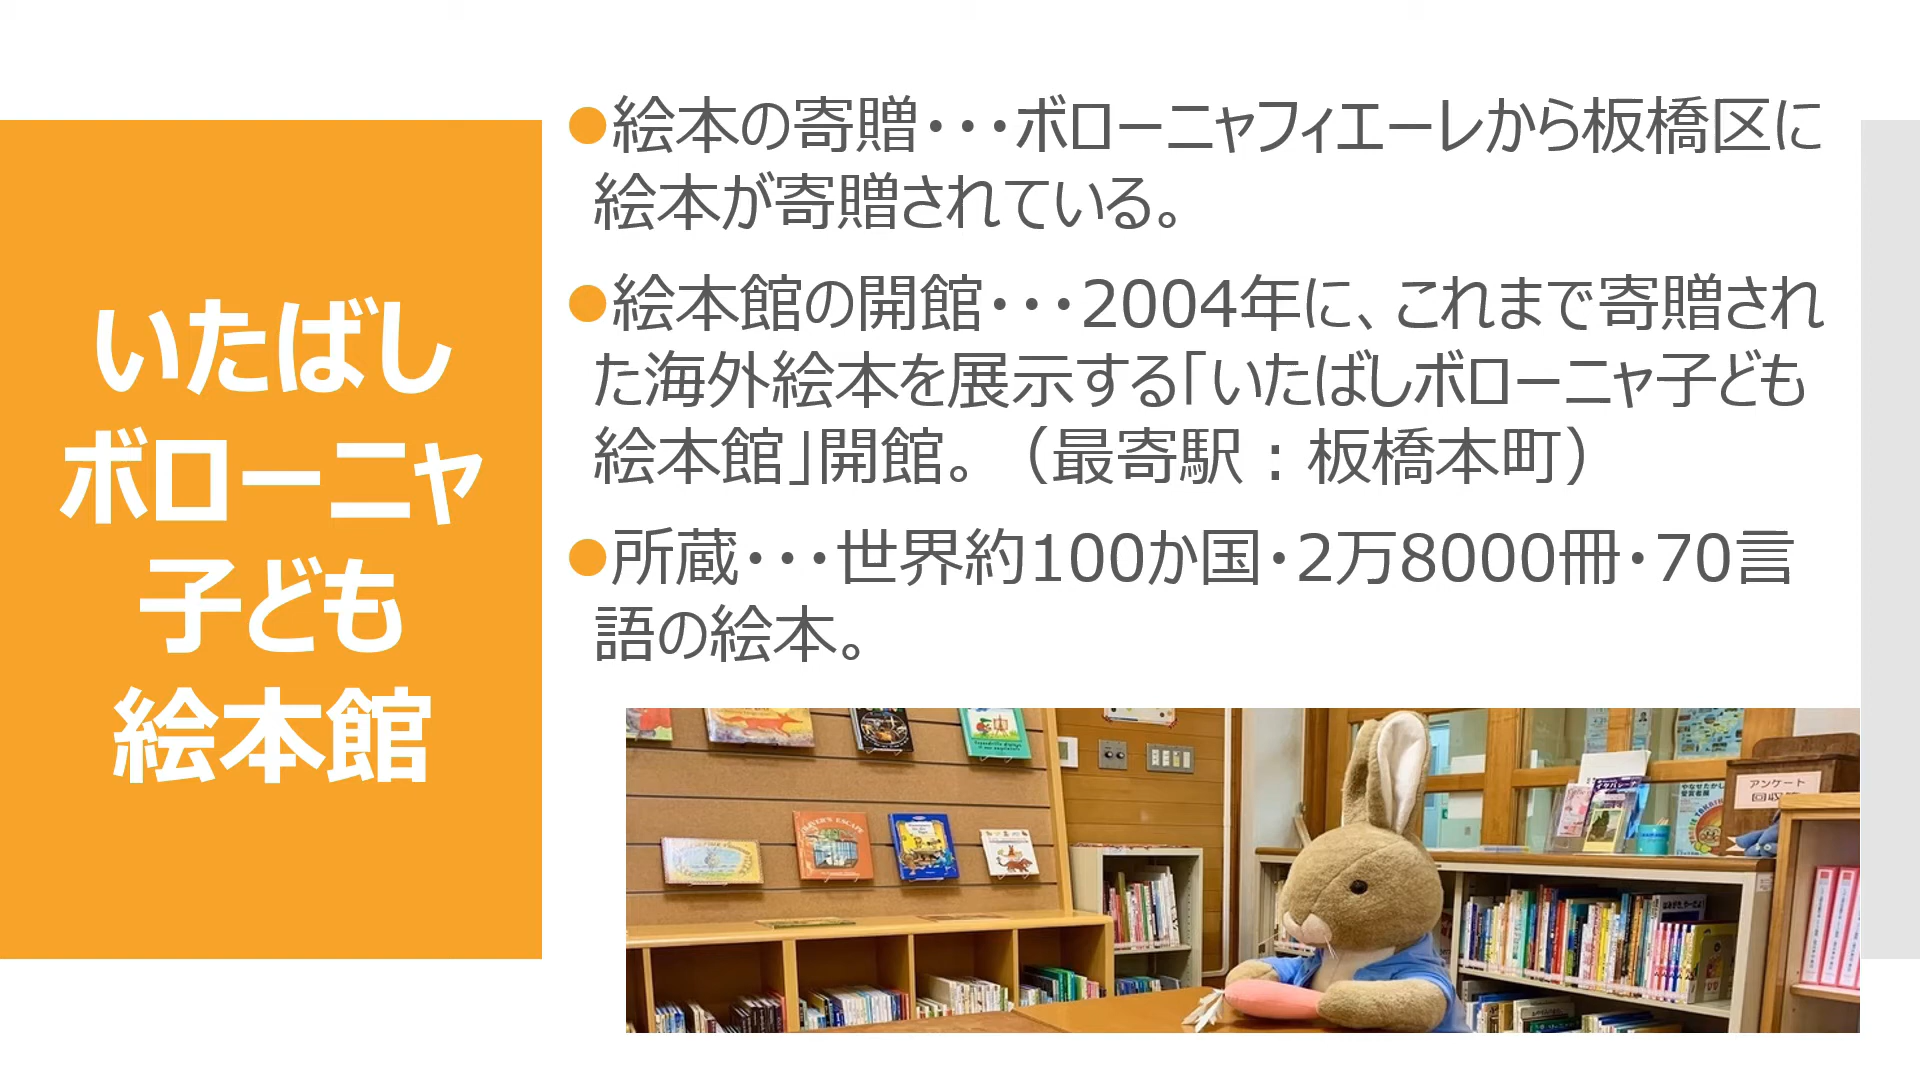 いたばし
ボローニャ
子ども
絵本館
●絵本の寄贈・・・ボローニャフィエーレから板橋区に
絵本が寄贈されている。
●絵本館の開館・・・2004年に、これまで寄贈され
た海外絵本を展示する「いたばしボローニャ子ども
絵本館」開館。（最寄駅：板橋本町）
●所蔵・・・世界約100か国・2万8000冊・70言
語の絵本。
アンケート